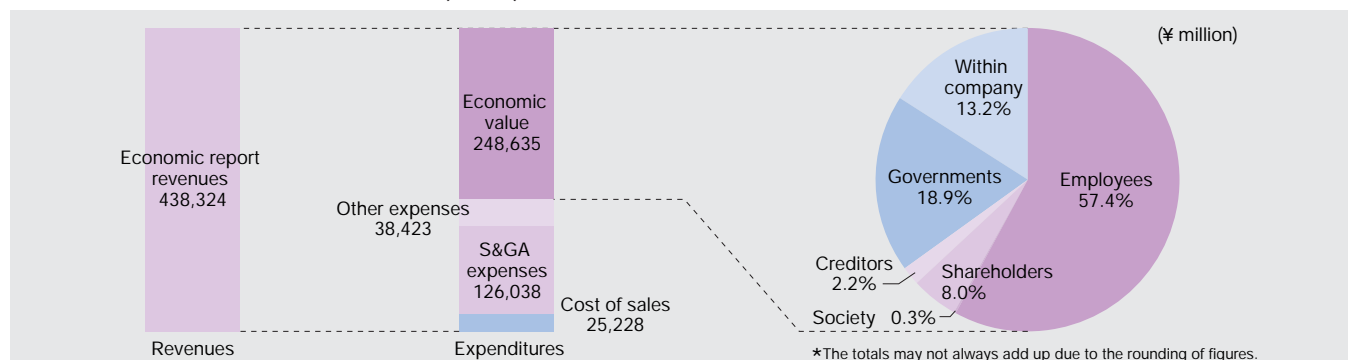 (¥ million)
Economic report
revenues
438,324
Revenues
Economic
value
248,635
Other expenses
38,423
S&GA
expenses
126,038
Cost of sales
25,228
Expenditures
Within
company
13.2%
Governments
18.9%
Employees
57.4%
Creditors
2.2%
Shareholders
8.0%
Society 0.3%
*The totals may not always add up due to the rounding of figures.